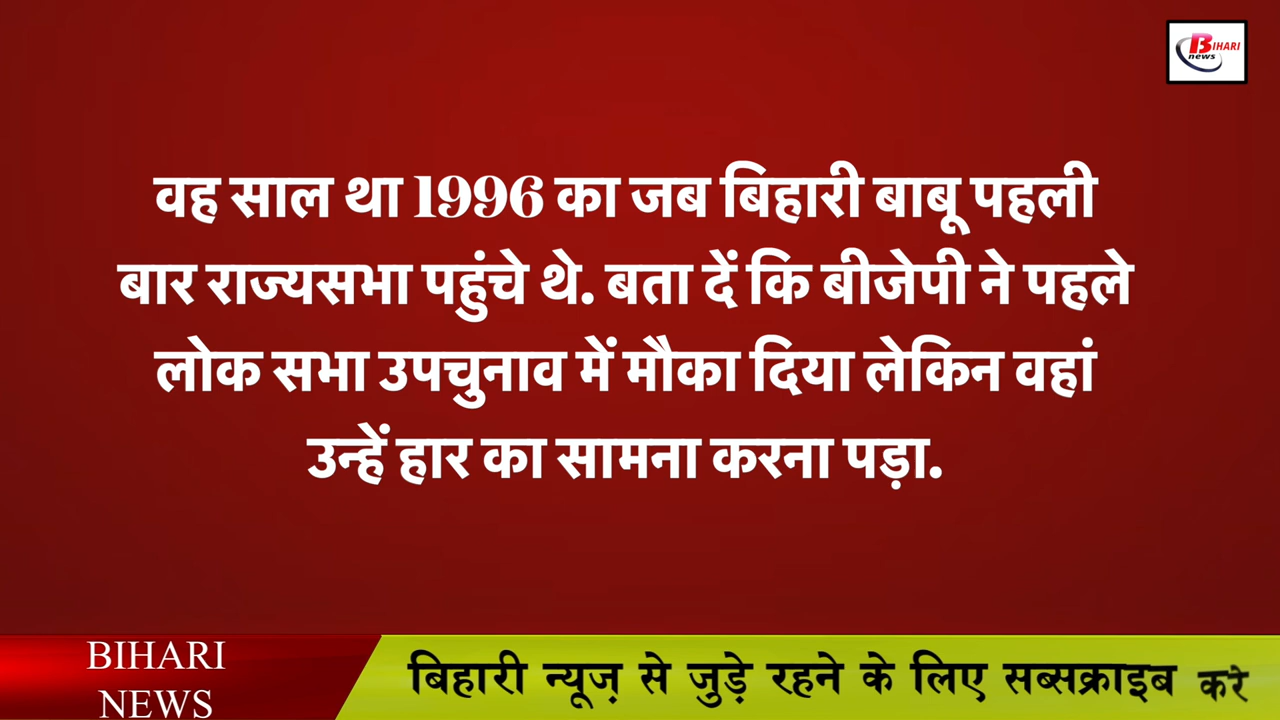 BIHARI
news
वह साल था 1996 का जब बिहारी बाबू पहली
बार राज्यसभा पहुंचे थे. बता दें कि बीजेपी ने पहले
लोक सभा उपचुनाव में मौका दिया लेकिन वहां
उन्हें हार का सामना करना पड़ा.
BIHARI
NEWS
बिहारी न्यूज़ से जुड़े रहने के लिए सब्सक्राइब करे